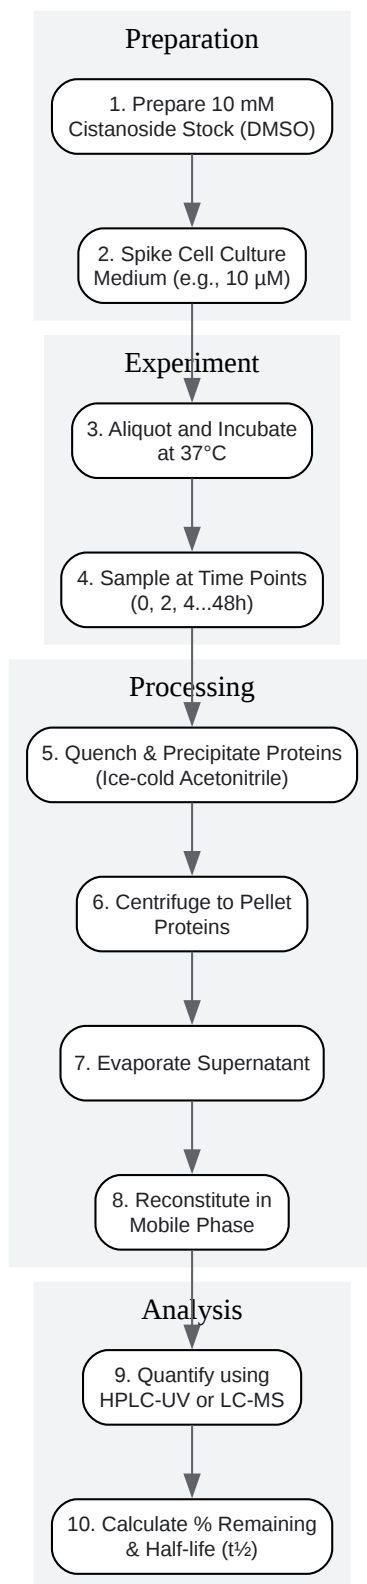 Preparation
1. Prepare 10 mM
Cistanoside Stock (DMSO)
2. Spike Cell Culture
Medium (e.g., 10 µM)
Experiment
3. Aliquot and Incubate
at 37°C
4. Sample at Time Points
(0, 2, 4...48h)
Processing
5. Quench & Precipitate Proteins
(Ice-cold Acetonitrile)
6. Centrifuge to Pellet
Proteins
7. Evaporate Supernatant
8. Reconstitute in
Mobile Phase
Analysis
9. Quantify using
HPLC-UV or LC-MS
10. Calculate % Remaining
& Half-life (t½)